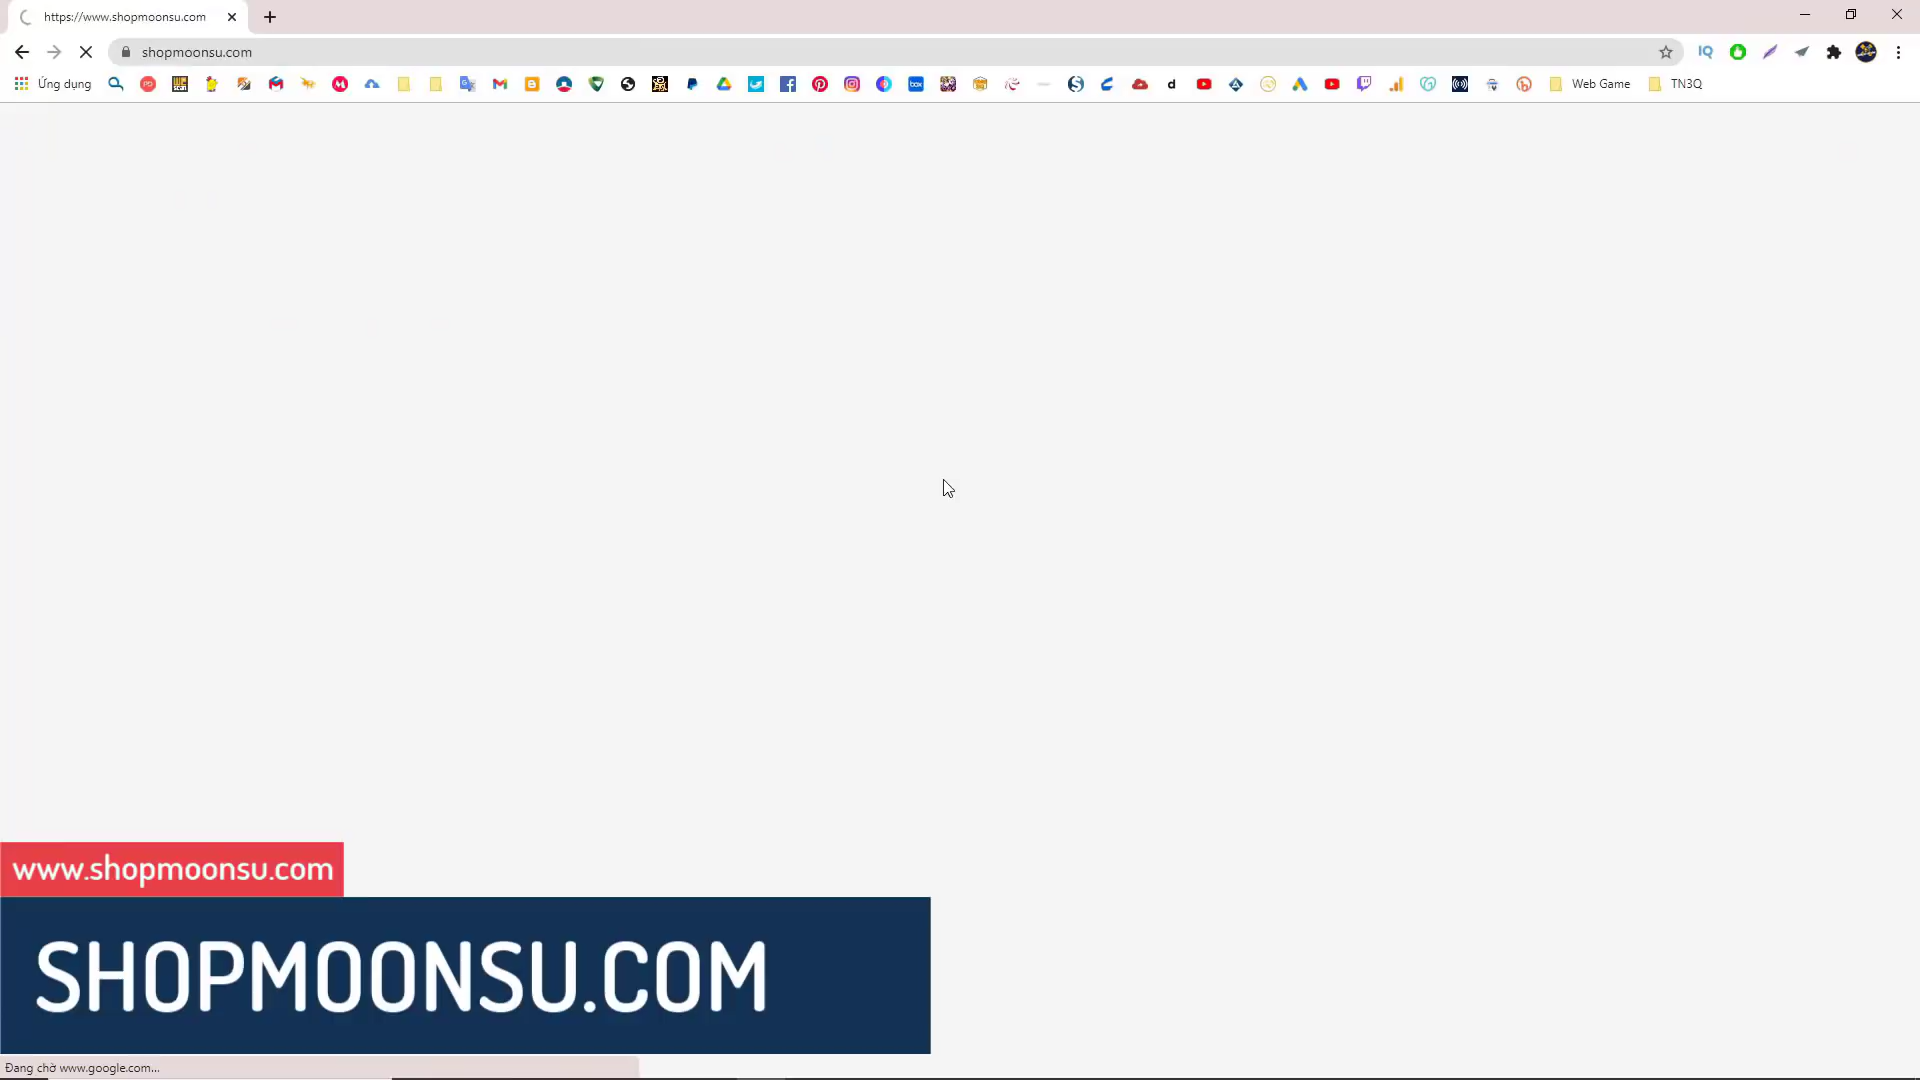 https://www.shopmoonsu.com
shopmoonsu.com
Ứng dụng
Web Game
TN3Q
www.shopmoonsu.com
SHOPMOONSU.COM
Đang chờ www.google.com...